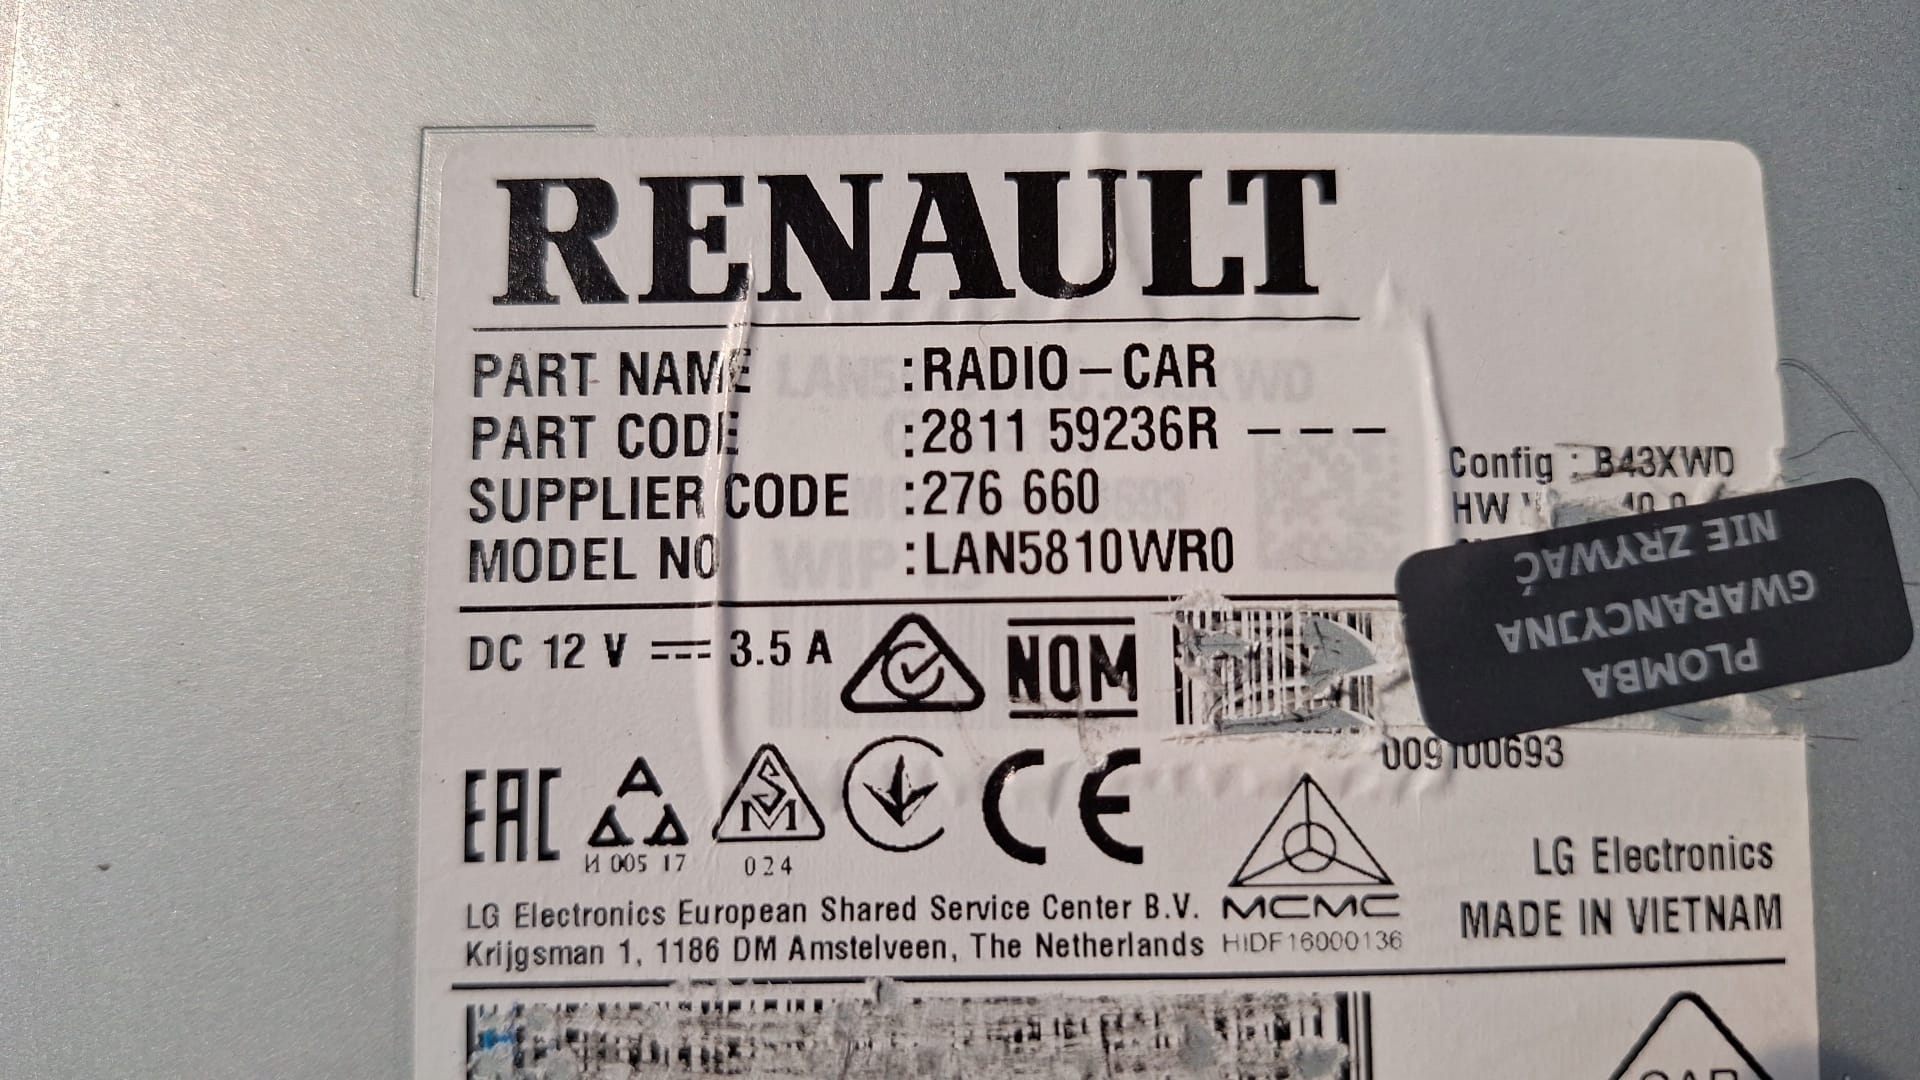 RENAULT
PART NAME :RADIO-CAR
PART CODE :2811 59236R ---
SUPPLIER CODE :276 660
MODEL NO :LAN5810WR0
Config : B43XWD
HW
PLOMBA
GWARANCYJNA
NIE ZRYWAĆ
DC 12 V 3.5 A
NOM
009100693
EAC
И 005 17
SM
024
CE
MCMC
HIDF16000136
LG Electronics
MADE IN VIETNAM
LG Electronics European Shared Service Center B.V.
Krijgsman 1, 1186 DM Amstelveen, The Netherlands